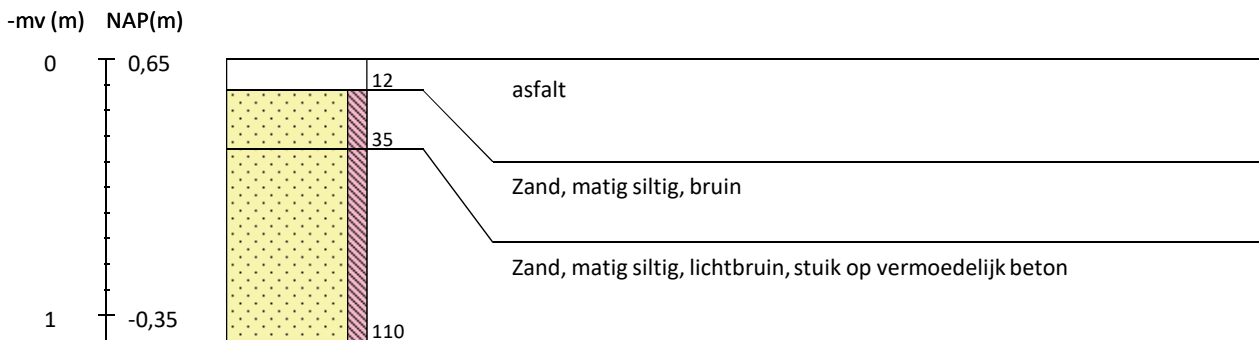 -mv (m) NAP(m)
0 0,65
12
asfalt
35
Zand, matig siltig, bruin
Zand, matig siltig, lichtbruin, stuik op vermoedelijk beton
1 -0,35
110